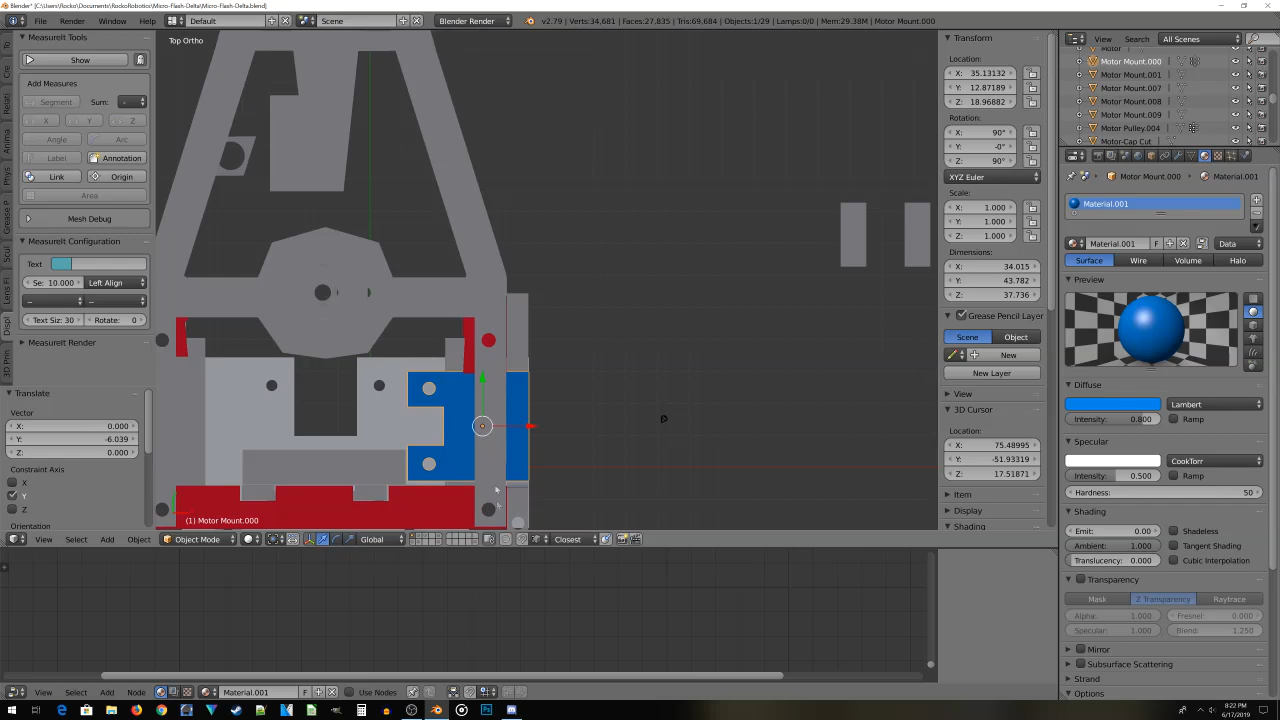 Blender* [C:\Users\Rocko\Documents\RockoRobotics\Micro-Flash-Delta\Micro-Flash-Delta.blend]
File Render Window Help Default Scene Blender Render v2.79 | Verts:34,681 | Faces:27,835 | Tris:69,684 | Objects:1/29 | Lamps:0/0 | Mem:29.38M | Motor Mount.000
MeasureIt Tools
Show
Add Measures
Segment Sum: -
X Y Z
Angle Arc
Label Annotation
Link Origin
Area
Mesh Debug
MeasureIt Configuration
Text
Se: 10.000 Left Align
Text Siz: 30 Rotate: 0
MeasureIt Render
Translate
Vector
X: 0.000
Y: -6.039
Z: 0.000
Constraint Axis
X
Y
Z
Orientation
Top Ortho
(1) Motor Mount.000
Transform
Location:
X: 35.13132
Y: 12.87189
Z: 18.96882
Rotation:
X: 90°
Y: -0°
Z: 90°
XYZ Euler
Scale:
X: 1.000
Y: 1.000
Z: 1.000
Dimensions:
X: 34.015
Y: 43.782
Z: 37.736
Grease Pencil Layer
Scene Object
New
New Layer
View
3D Cursor
Location:
X: 75.48995
Y: -51.93319
Z: 17.51871
Item
Display
Shading
View Select Add Object Object Mode Global Closest
View Search All Scenes
Motor
Motor Mount.000
Motor Mount.001
Motor Mount.007
Motor Mount.008
Motor Mount.009
Motor Pulley.004
Motor-Cap Cut
Motor Mount.000 Material.001
Material.001
Material.001 F Data
Surface Wire Volume Halo
Preview
Diffuse
Lambert
Intensity: 0.800 Ramp
Specular
CookTorr
Intensity: 0.500 Ramp
Hardness: 50
Shading
Emit: 0.00 Shadeless
Ambient: 1.000 Tangent Shading
Translucency: 0.000 Cubic Interpolation
Transparency
Mask Z Transparency Raytrace
Alpha: 1.000 Fresnel: 0.000
Specular: 1.000 Blend: 1.250
Mirror
Subsurface Scattering
Strand
Options
View Select Add Node Material.001 F Use Nodes
8:22 PM
6/17/2019